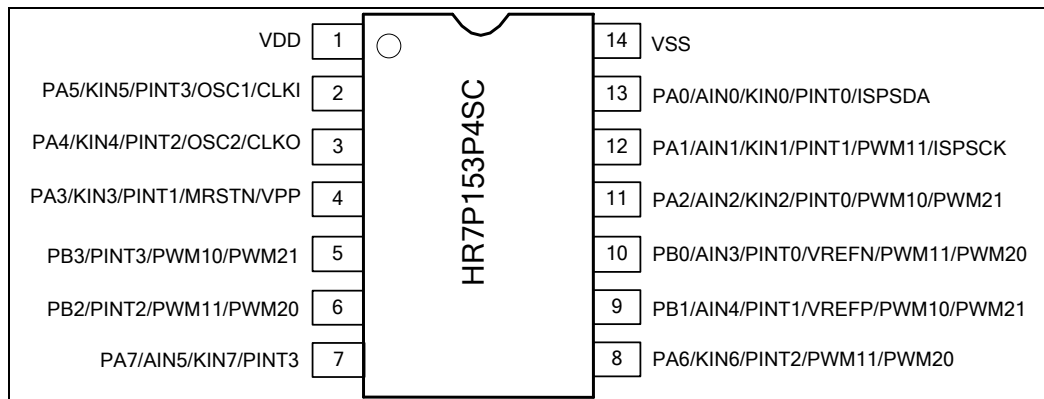 VDD 1
PA5/KIN5/PINT3/OSC1/CLKI 2
PA4/KIN4/PINT2/OSC2/CLKO 3
PA3/KIN3/PINT1/MRSTN/VPP 4
PB3/PINT3/PWM10/PWM21 5
PB2/PINT2/PWM11/PWM20 6
PA7/AIN5/KIN7/PINT3 7
HR7P153P4SC
14 VSS
13 PA0/AIN0/KIN0/PINT0/ISPSDA
12 PA1/AIN1/KIN1/PINT1/PWM11/ISPSCK
11 PA2/AIN2/KIN2/PINT0/PWM10/PWM21
10 PB0/AIN3/PINT0/VREFN/PWM11/PWM20
9 PB1/AIN4/PINT1/VREFP/PWM10/PWM21
8 PA6/KIN6/PINT2/PWM11/PWM20